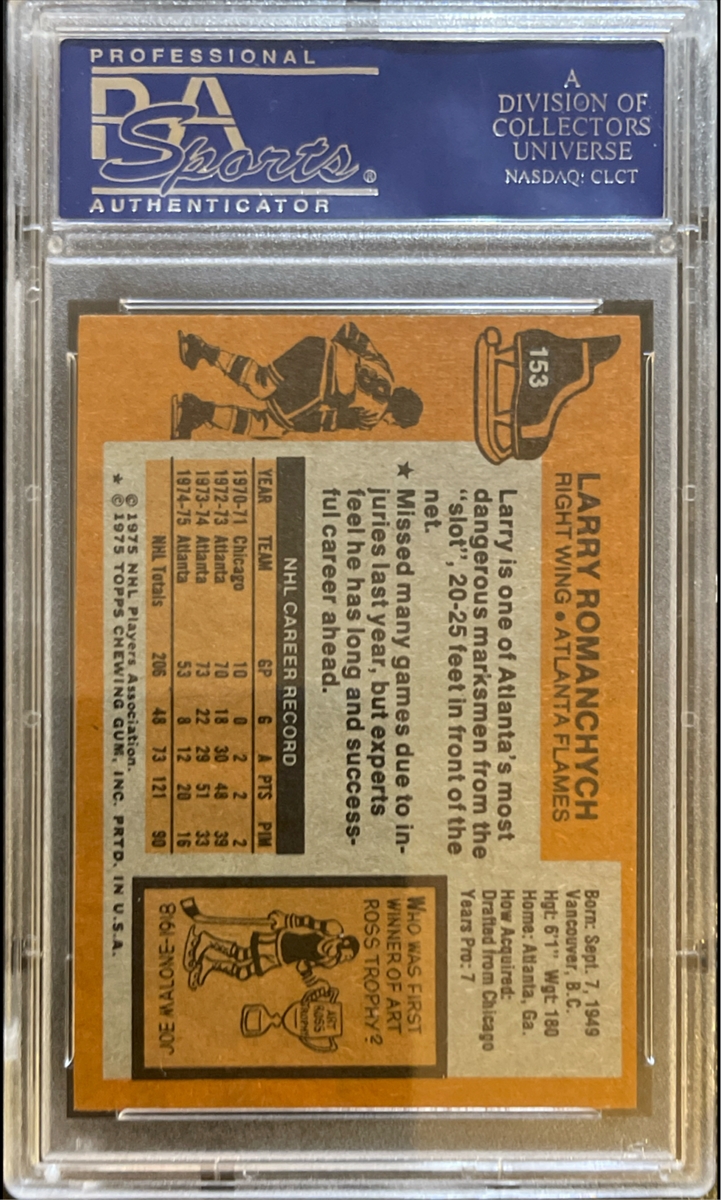 PROFESSIONAL
PSA
Sports®
AUTHENTICATOR
A
DIVISION OF
COLLECTORS
UNIVERSE
NASDAQ: CLCT
153
LARRY ROMANCHYCH
RIGHT WING • ATLANTA FLAMES
Larry is one of Atlanta's most
dangerous marksmen from the
"slot", 20-25 feet in front of the
net.
★ Missed many games due to in-
juries last year, but experts
feel he has long and success-
ful career ahead.
NHL CAREER RECORD
YEAR TEAM GP G A PTS PIM
1970-71 Chicago 10 0 2 2 2
1972-73 Atlanta 70 18 30 48 39
1973-74 Atlanta 73 22 29 51 33
1974-75 Atlanta 53 8 12 20 16
NHL Totals 206 48 73 121 90
© 1975 NHL Players Association.
★ © 1975 TOPPS CHEWING GUM, INC. PRTD. IN U.S.A.
Born: Sept. 7, 1949
Vancouver, B.C.
Hgt: 6'1" Wgt: 180
Home: Atlanta, Ga.
How Acquired:
Drafted from Chicago
Years Pro: 7
WHO WAS FIRST
WINNER OF ART
ROSS TROPHY?
ART
ROSS
TROPHY
JOE MALONE-1918
8